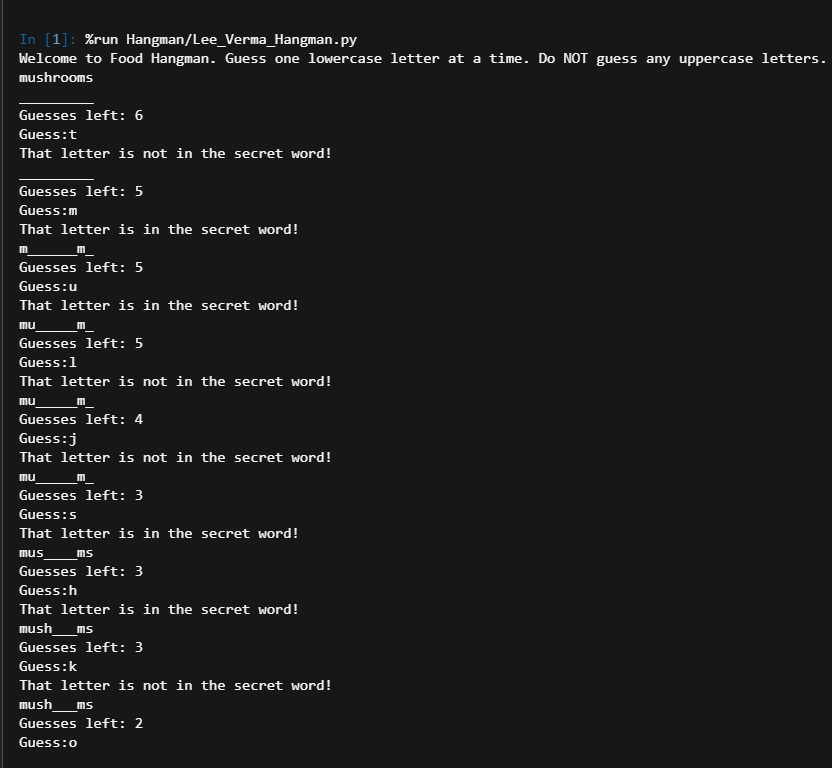 In [1]: %run Hangman/Lee_Verma_Hangman.py
Welcome to Food Hangman. Guess one lowercase letter at a time. Do NOT guess any uppercase letters.
mushrooms
_________
Guesses left: 6
Guess:t
That letter is not in the secret word!
_________
Guesses left: 5
Guess:m
That letter is in the secret word!
m______m_
Guesses left: 5
Guess:u
That letter is in the secret word!
mu_____m_
Guesses left: 5
Guess:l
That letter is not in the secret word!
mu_____m_
Guesses left: 4
Guess:j
That letter is not in the secret word!
mu_____m_
Guesses left: 3
Guess:s
That letter is in the secret word!
mus____ms
Guesses left: 3
Guess:h
That letter is in the secret word!
mush___ms
Guesses left: 3
Guess:k
That letter is not in the secret word!
mush___ms
Guesses left: 2
Guess:o